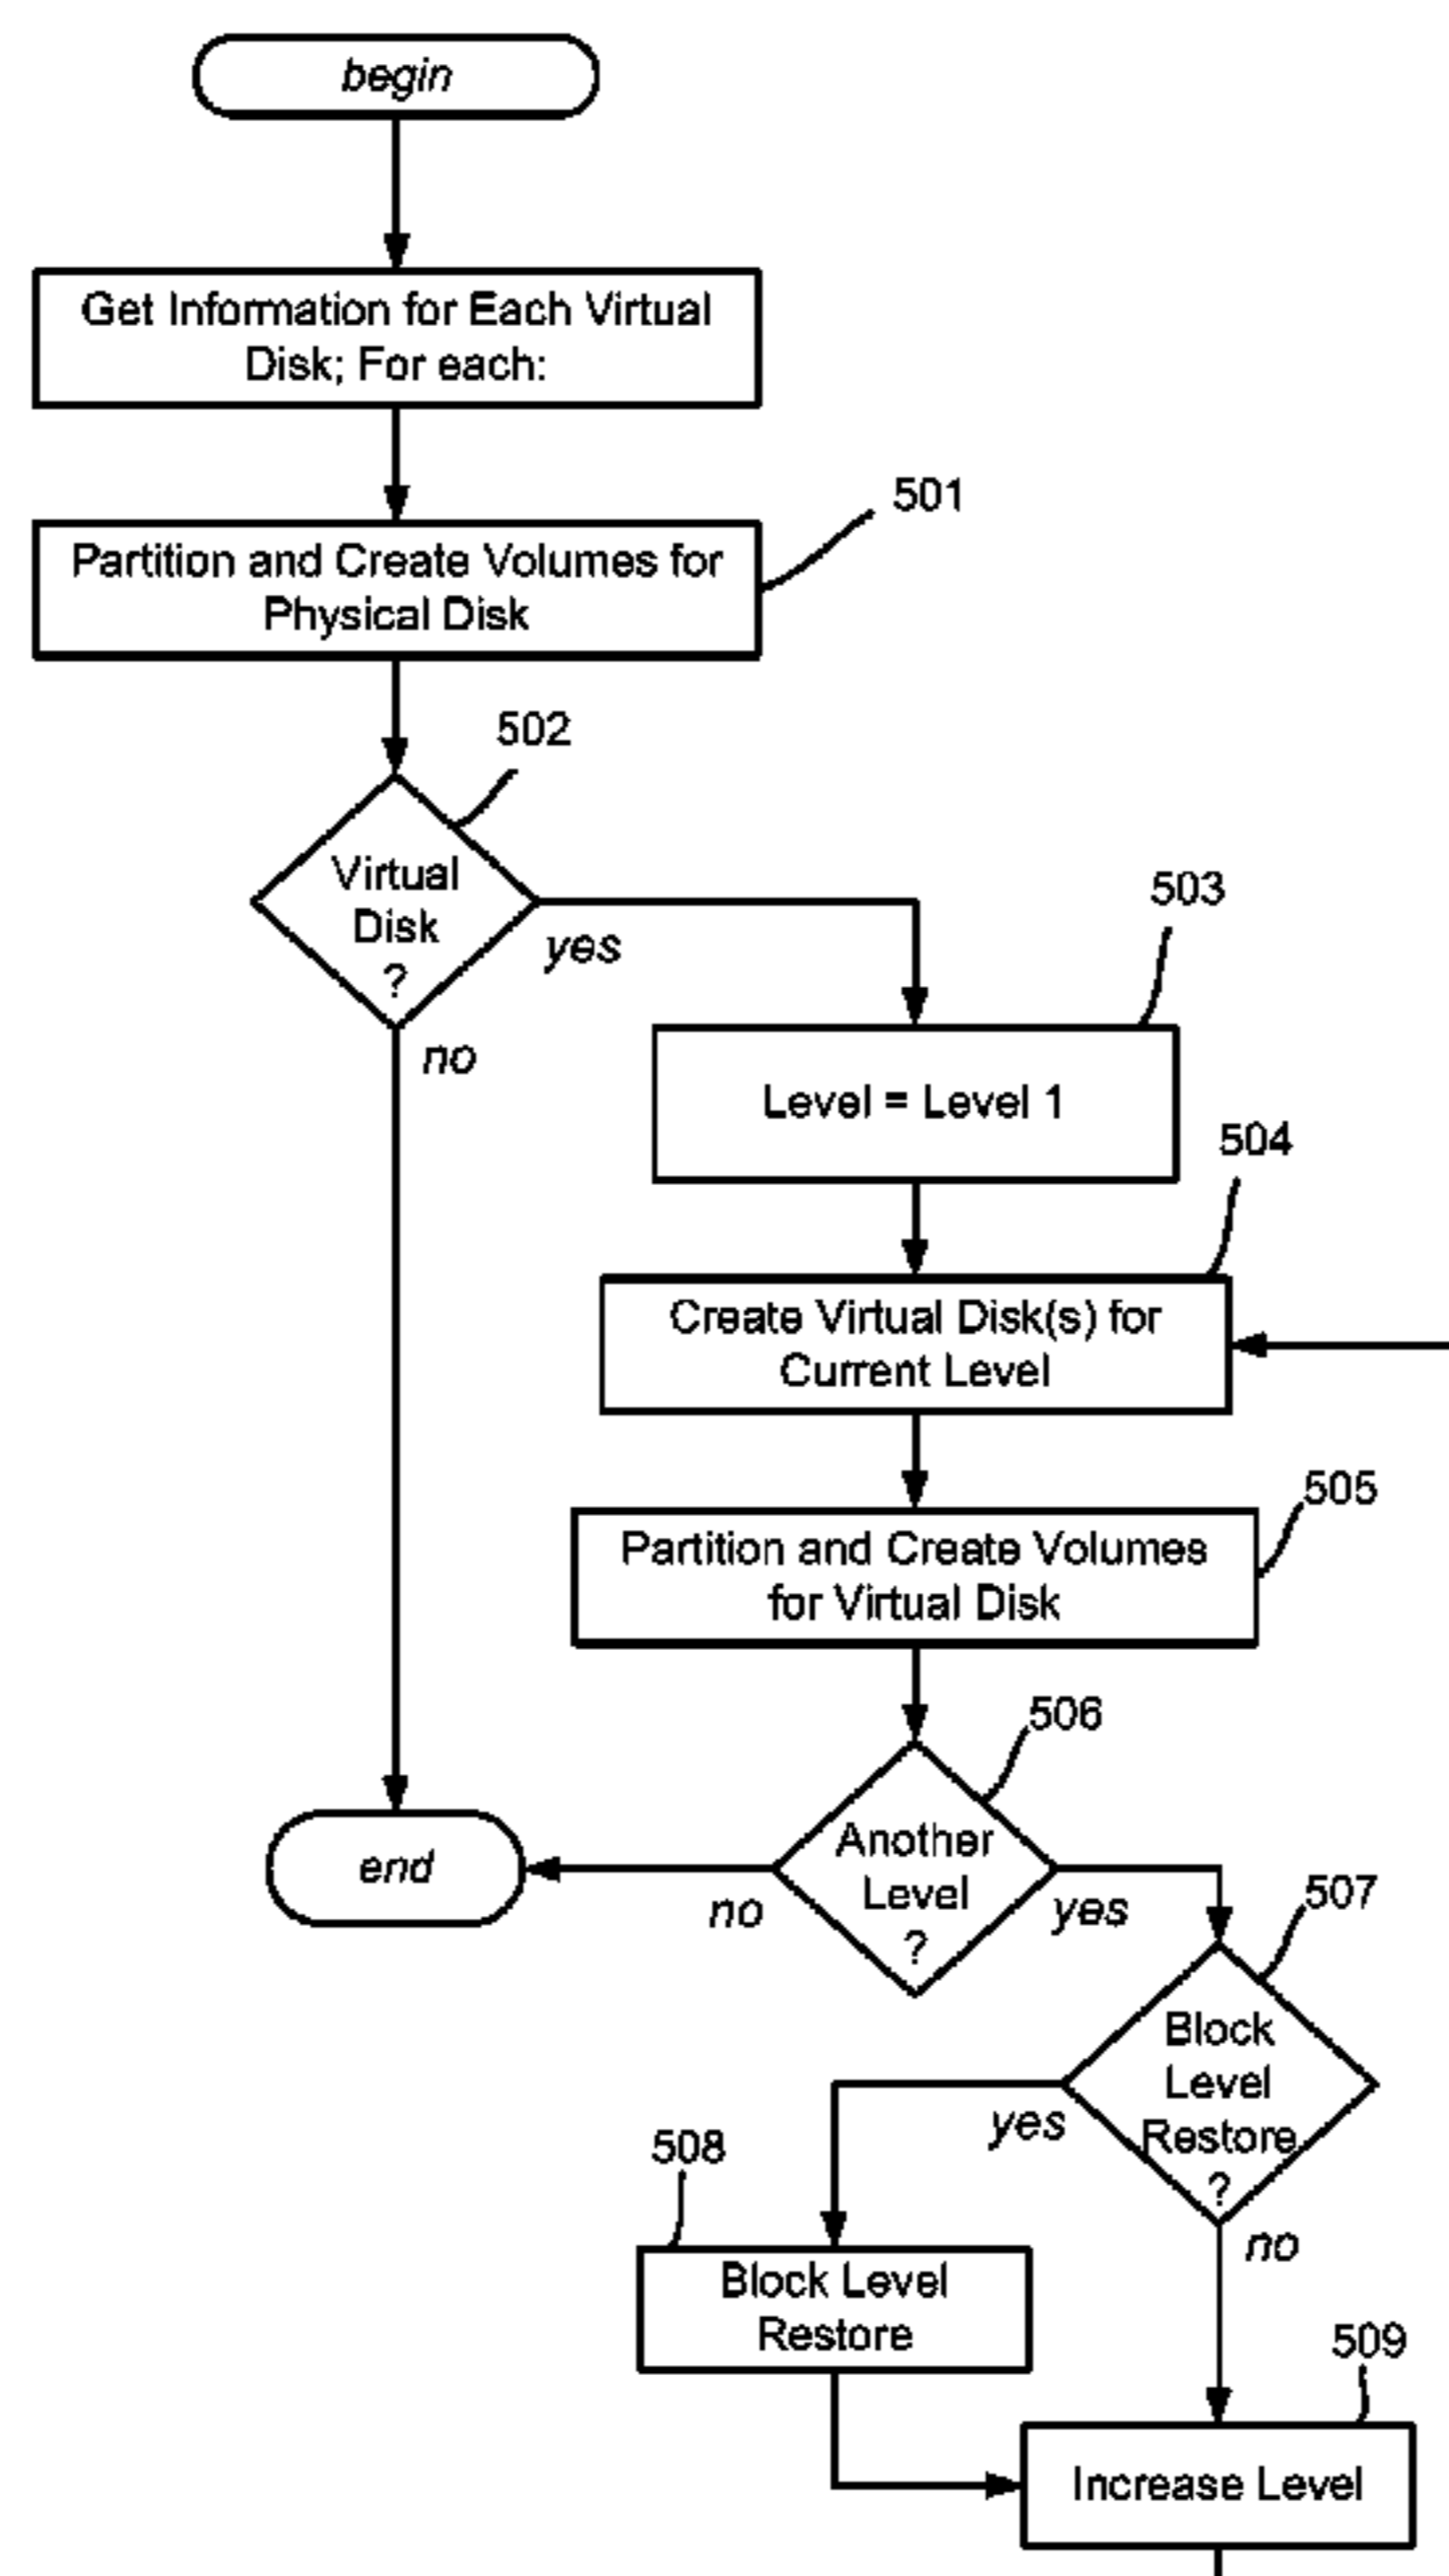 begin
Get Information for Each Virtual
Disk; For each:
501
Partition and Create Volumes for
Physical Disk
502
Virtual
Disk
?
yes
no
503
Level = Level 1
504
Create Virtual Disk(s) for
Current Level
505
Partition and Create Volumes
for Virtual Disk
506
Another
Level
?
no
yes
end
507
Block
Level
Restore
?
yes
no
508
Block Level
Restore
509
Increase Level